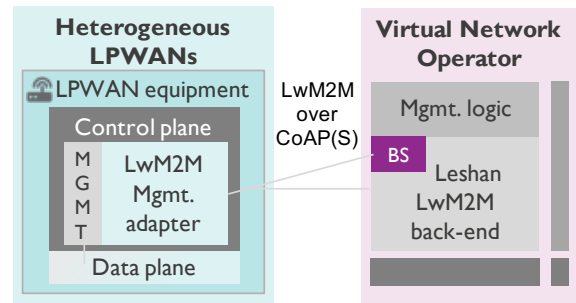 Heterogeneous
LPWANs
LPWAN equipment
Control plane
M
G
M
T
LwM2M
Mgmt.
adapter
Data plane
LwM2M
over
CoAP(S)
Virtual Network
Operator
Mgmt. logic
BS
Leshan
LwM2M
back-end